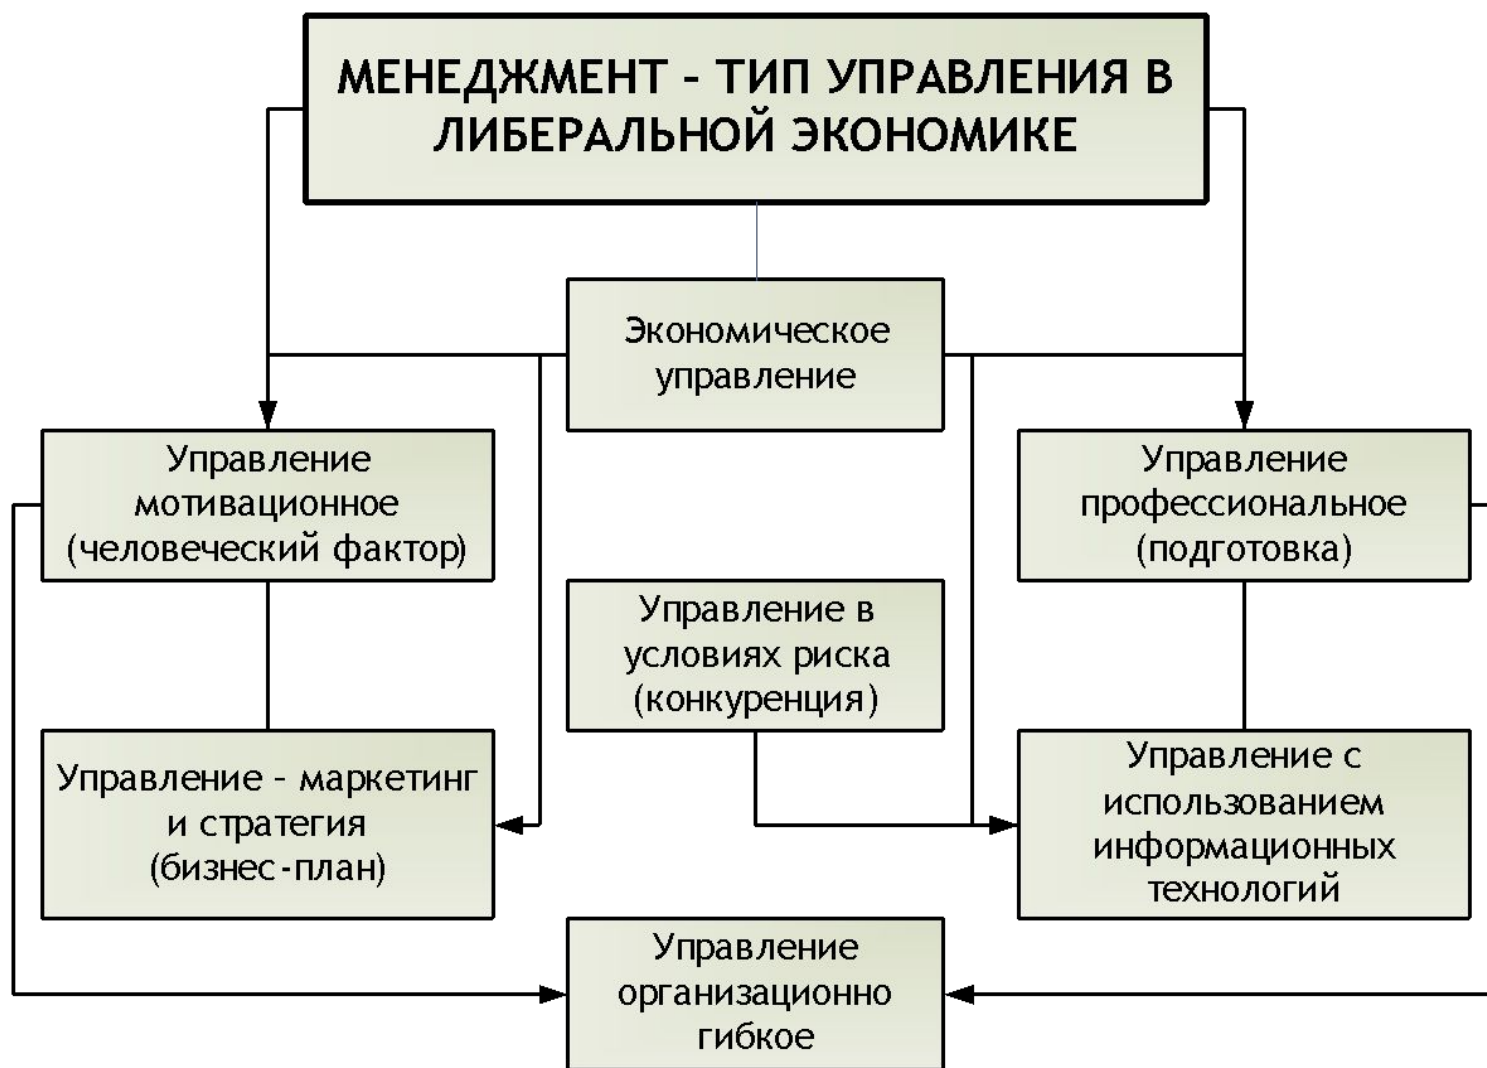 МЕНЕДЖМЕНТ - ТИП УПРАВЛЕНИЯ В
ЛИБЕРАЛЬНОЙ ЭКОНОМИКЕ
Экономическое
управление
Управление
мотивационное
(человеческий фактор)
Управление
профессиональное
(подготовка)
Управление в
условиях риска
(конкуренция)
Управление - маркетинг
и стратегия
(бизнес-план)
Управление с
использованием
информационных
технологий
Управление
организационно
гибкое